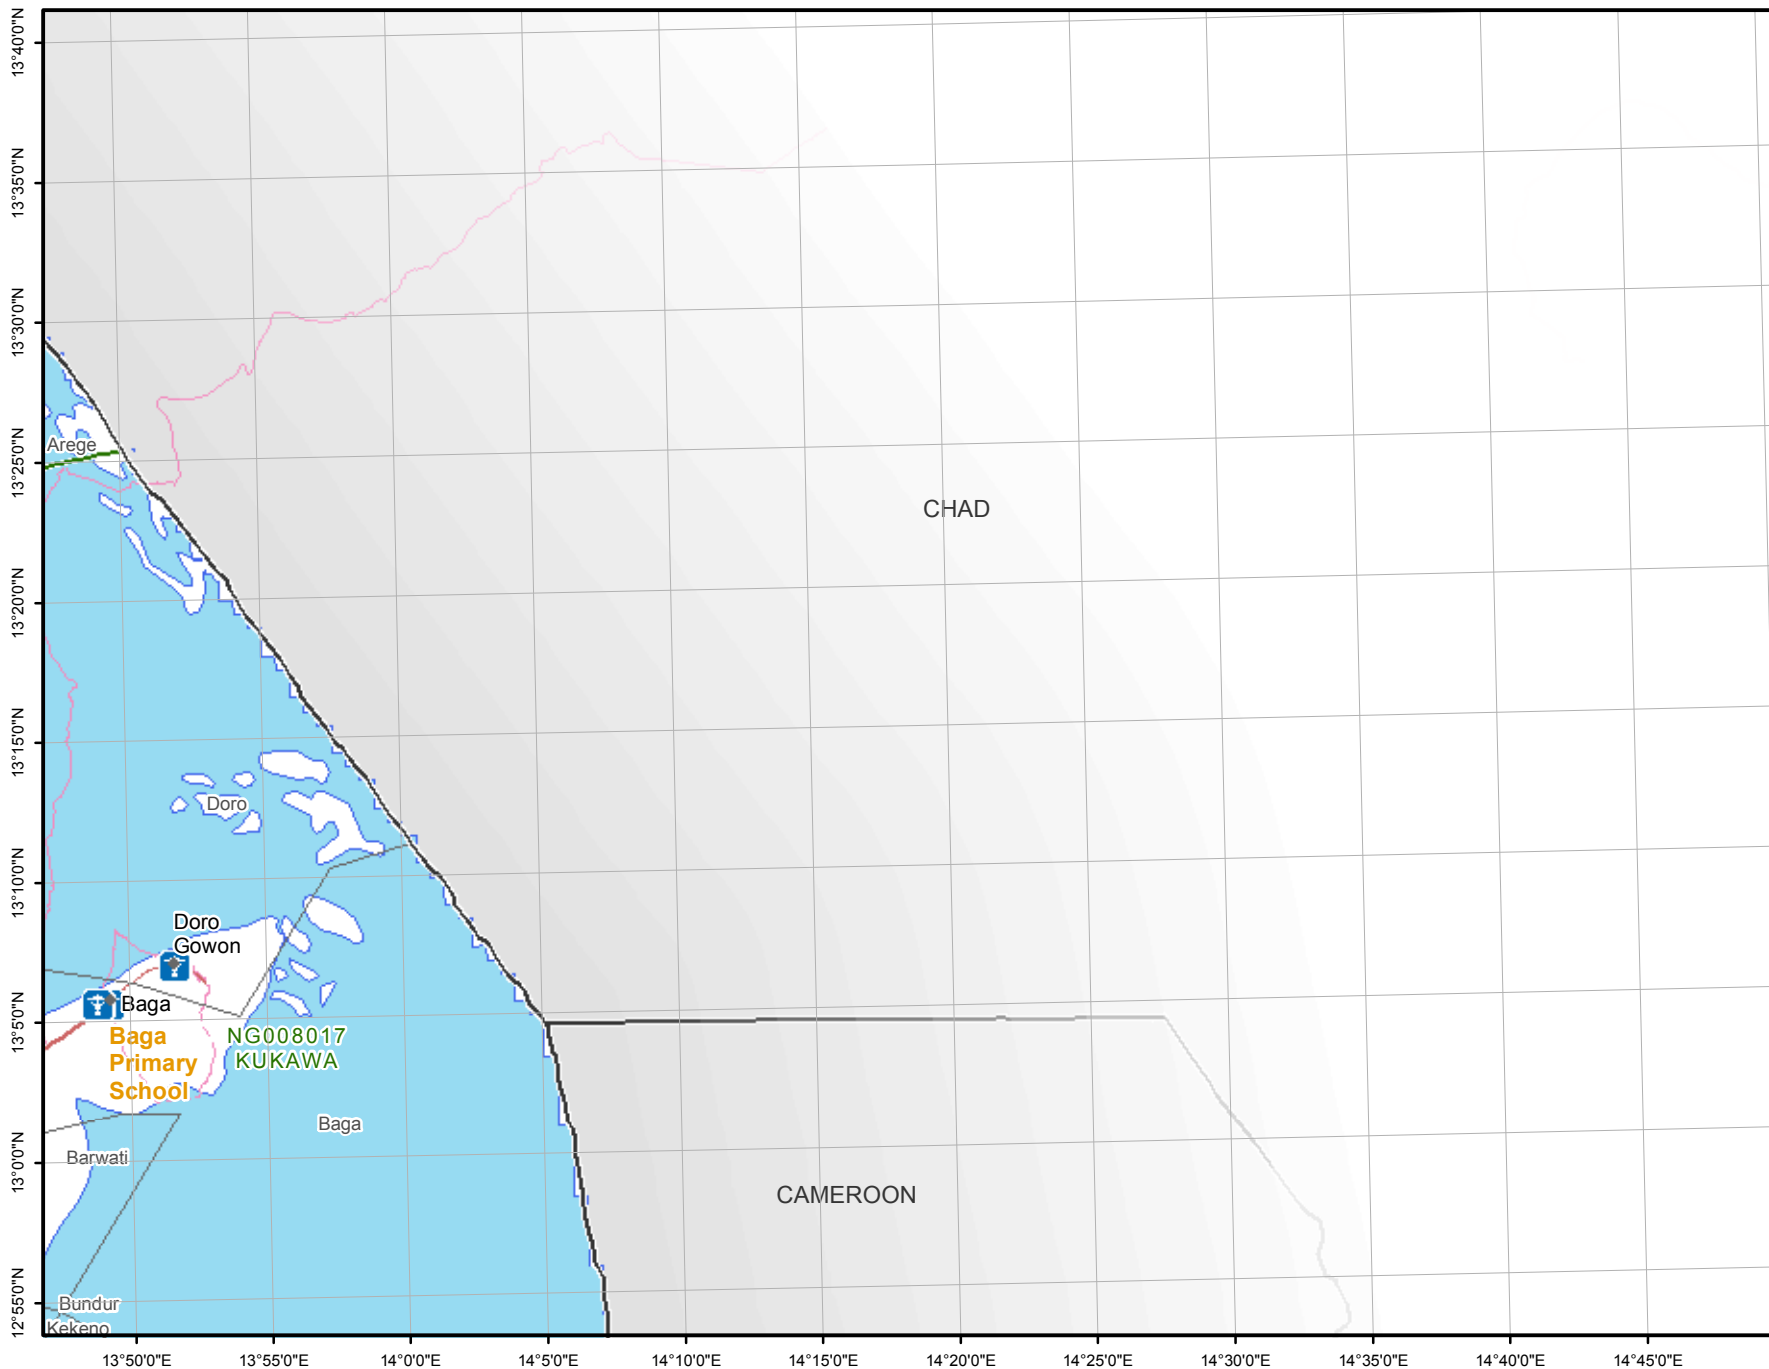 13°40'0"N
13°35'0"N
13°30'0"N
13°25'0"N
13°20'0"N
13°15'0"N
13°10'0"N
13°5'0"N
13°0'0"N
12°55'0"N
Arege
CHAD
Doro
Doro
Gowon
Baga
Baga
Primary
School
NG008017
KUKAWA
Baga
Barwati
CAMEROON
Bundur
Kekeno
13°50'0"E
13°55'0"E
14°0'0"E
14°5'0"E
14°10'0"E
14°15'0"E
14°20'0"E
14°25'0"E
14°30'0"E
14°35'0"E
14°40'0"E
14°45'0"E